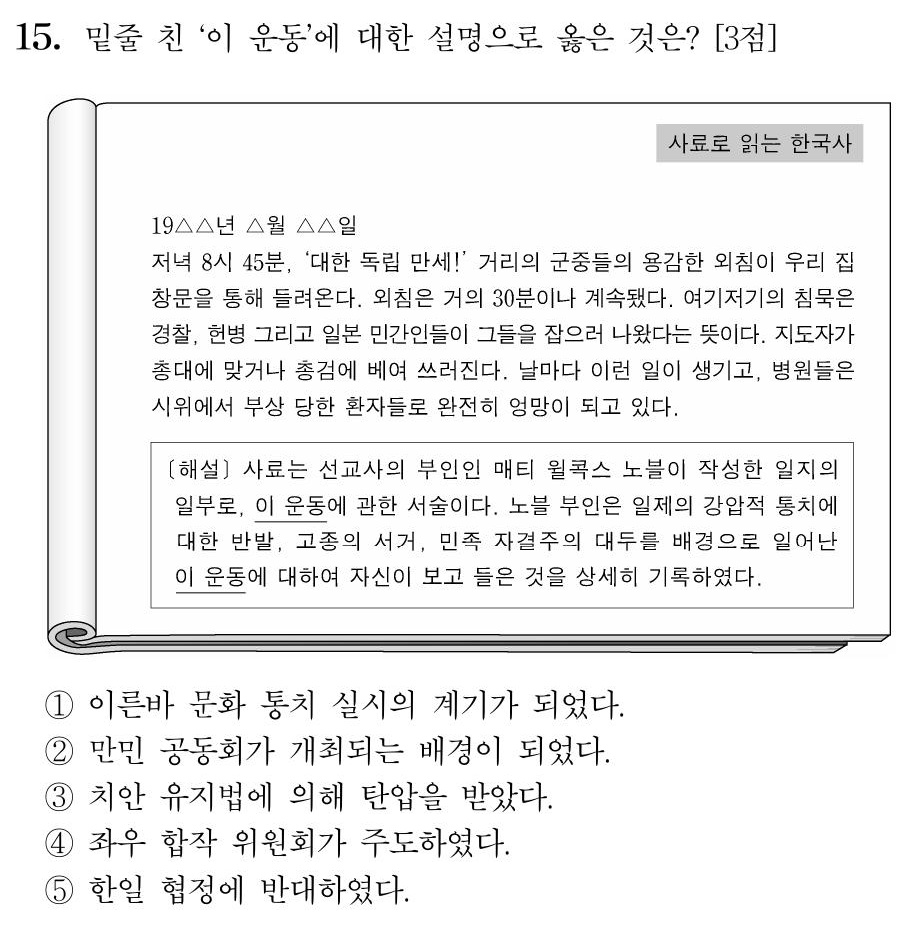 15. 밑줄 친 ‘이 운동’에 대한 설명으로 옳은 것은? [3점]
사료로 읽는 한국사
19△△년 △월 △△일
저녁 8시 45분, ‘대한 독립 만세!’ 거리의 군중들의 용감한 외침이 우리 집
창문을 통해 들려온다. 외침은 거의 30분이나 계속됐다. 여기저기의 침묵은
경찰, 헌병 그리고 일본 민간인들이 그들을 잡으러 나왔다는 뜻이다. 지도자가
총대에 맞거나 총검에 베여 쓰러진다. 날마다 이런 일이 생기고, 병원들은
시위에서 부상 당한 환자들로 완전히 엉망이 되고 있다.
〔해설〕 사료는 선교사의 부인인 매티 윌콕스 노블이 작성한 일지의
일부로, 이 운동에 관한 서술이다. 노블 부인은 일제의 강압적 통치에
대한 반발, 고종의 서거, 민족 자결주의 대두를 배경으로 일어난
이 운동에 대하여 자신이 보고 들은 것을 상세히 기록하였다.
① 이른바 문화 통치 실시의 계기가 되었다.
② 만민 공동회가 개최되는 배경이 되었다.
③ 치안 유지법에 의해 탄압을 받았다.
④ 좌우 합작 위원회가 주도하였다.
⑤ 한일 협정에 반대하였다.